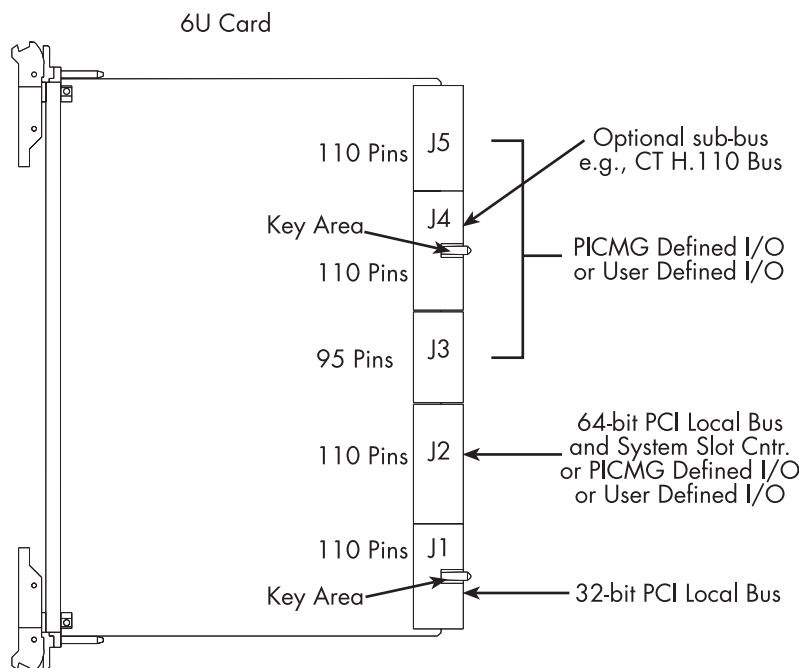 6U Card
110 Pins
J5
Optional sub-bus
e.g., CT H.110 Bus
J4
Key Area
PICMG Defined I/O
or User Defined I/O
110 Pins
95 Pins
J3
64-bit PCI Local Bus
and System Slot Cntr.
or PICMG Defined I/O
or User Defined I/O
110 Pins
J2
110 Pins
J1
Key Area
32-bit PCI Local Bus